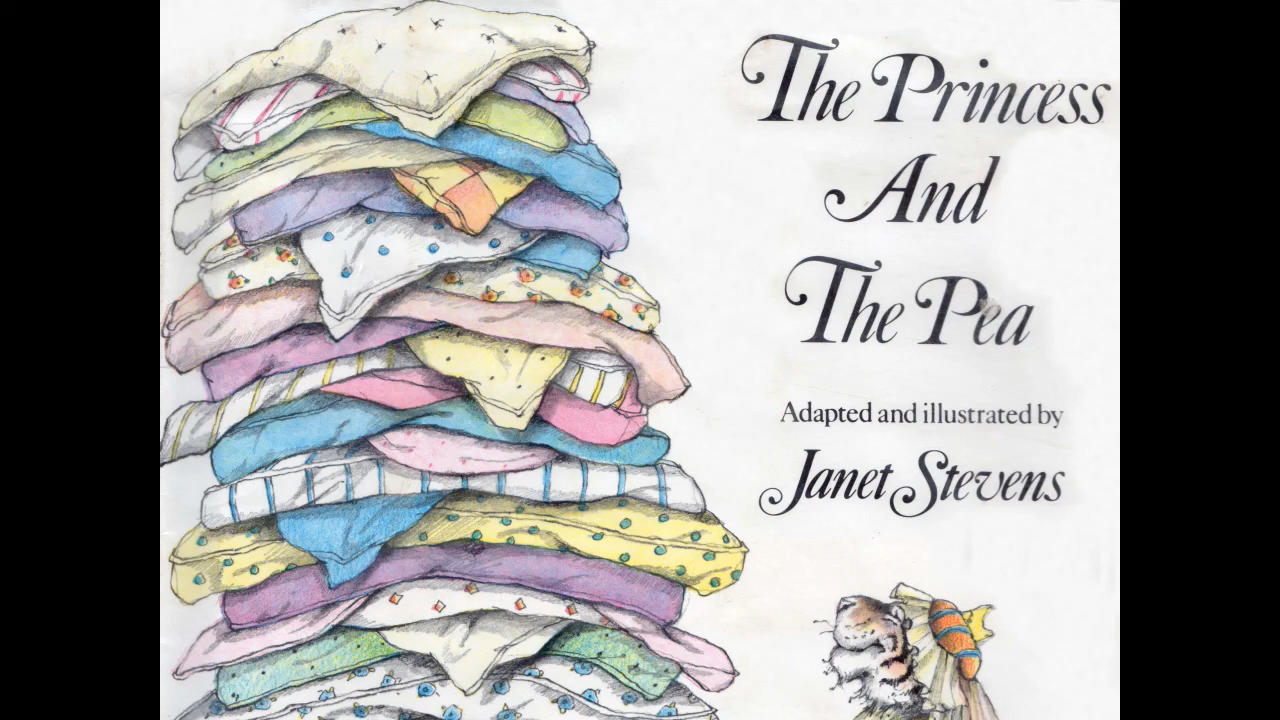 The Princess
And
The Pea
Adapted and illustrated by
Janet Stevens